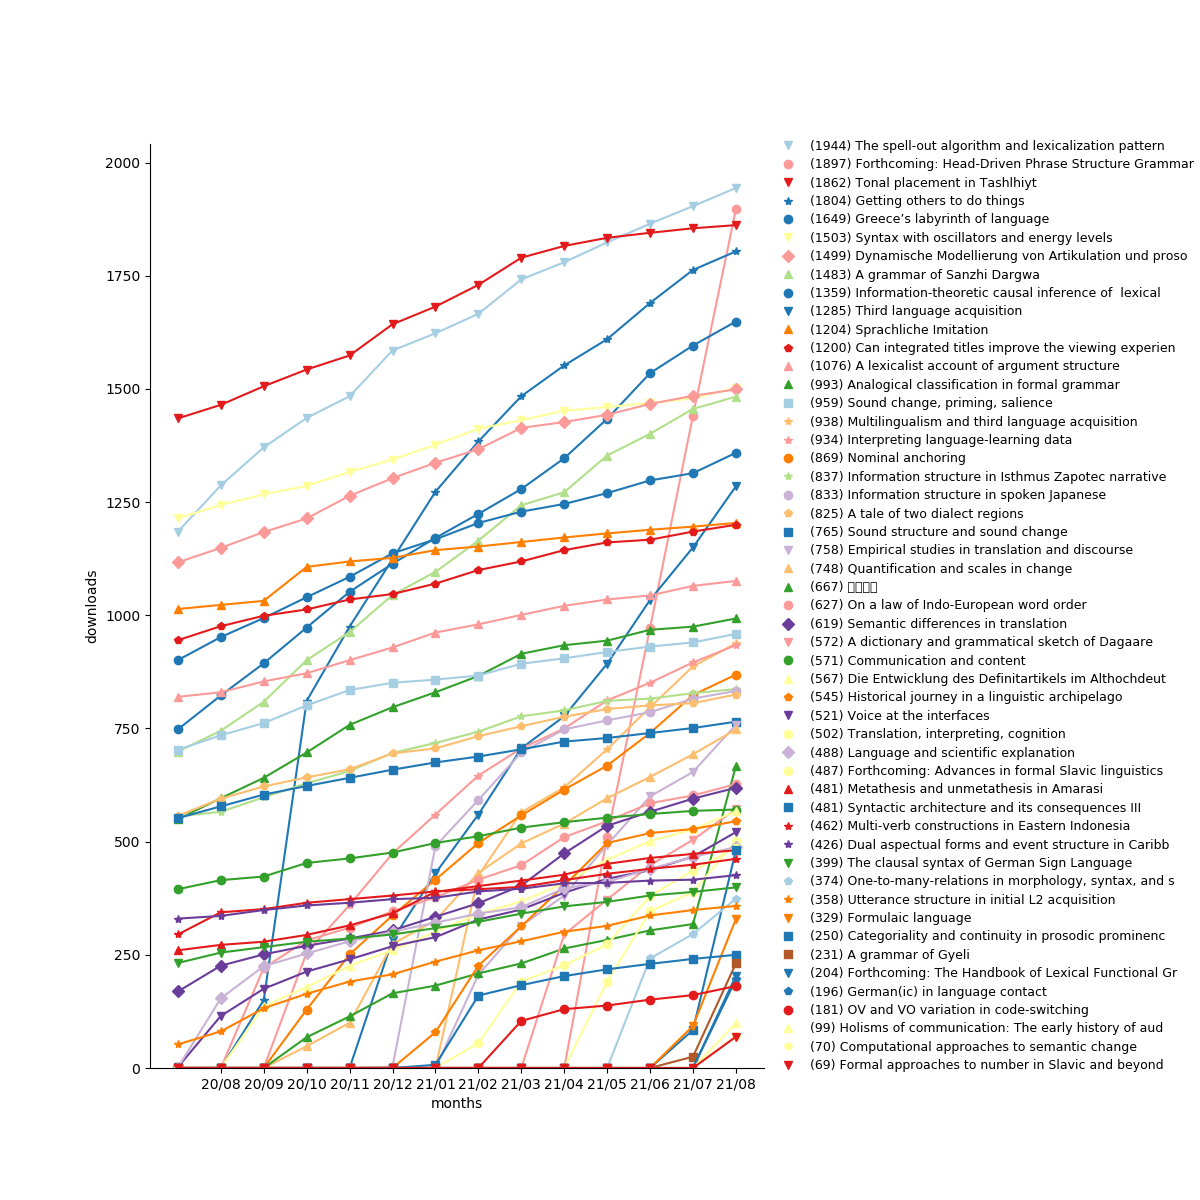 2000
1750
1500
1250
1000
750
500
250
0
downloads
20/08 20/09 20/10 20/11 20/12 21/01 21/02 21/03 21/04 21/05 21/06 21/07 21/08
months
(1944) The spell-out algorithm and lexicalization pattern
(1897) Forthcoming: Head-Driven Phrase Structure Grammar
(1862) Tonal placement in Tashlhiyt
(1804) Getting others to do things
(1649) Greece’s labyrinth of language
(1503) Syntax with oscillators and energy levels
(1499) Dynamische Modellierung von Artikulation und proso
(1483) A grammar of Sanzhi Dargwa
(1359) Information-theoretic causal inference of  lexical
(1285) Third language acquisition
(1204) Sprachliche Imitation
(1200) Can integrated titles improve the viewing experien
(1076) A lexicalist account of argument structure
(993) Analogical classification in formal grammar
(959) Sound change, priming, salience
(938) Multilingualism and third language acquisition
(934) Interpreting language-learning data
(869) Nominal anchoring
(837) Information structure in Isthmus Zapotec narrative
(833) Information structure in spoken Japanese
(825) A tale of two dialect regions
(765) Sound structure and sound change
(758) Empirical studies in translation and discourse
(748) Quantification and scales in change
(667)
(627) On a law of Indo-European word order
(619) Semantic differences in translation
(572) A dictionary and grammatical sketch of Dagaare
(571) Communication and content
(567) Die Entwicklung des Definitartikels im Althochdeut
(545) Historical journey in a linguistic archipelago
(521) Voice at the interfaces
(502) Translation, interpreting, cognition
(488) Language and scientific explanation
(487) Forthcoming: Advances in formal Slavic linguistics
(481) Metathesis and unmetathesis in Amarasi
(481) Syntactic architecture and its consequences III
(462) Multi-verb constructions in Eastern Indonesia
(426) Dual aspectual forms and event structure in Caribb
(399) The clausal syntax of German Sign Language
(374) One-to-many-relations in morphology, syntax, and s
(358) Utterance structure in initial L2 acquisition
(329) Formulaic language
(250) Categoriality and continuity in prosodic prominenc
(231) A grammar of Gyeli
(204) Forthcoming: The Handbook of Lexical Functional Gr
(196) German(ic) in language contact
(181) OV and VO variation in code-switching
(99) Holisms of communication: The early history of aud
(70) Computational approaches to semantic change
(69) Formal approaches to number in Slavic and beyond